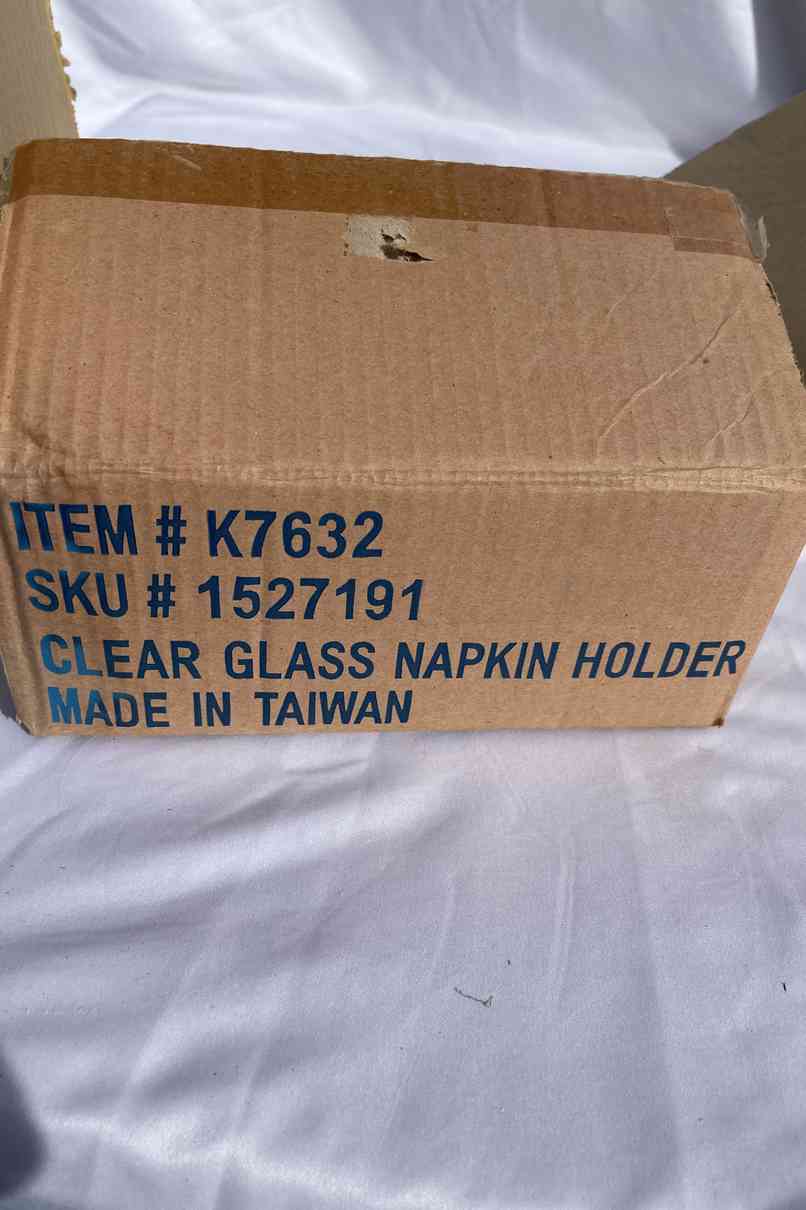 ITEM # K7632
SKU # 1527191
CLEAR GLASS NAPKIN HOLDER
MADE IN TAIWAN